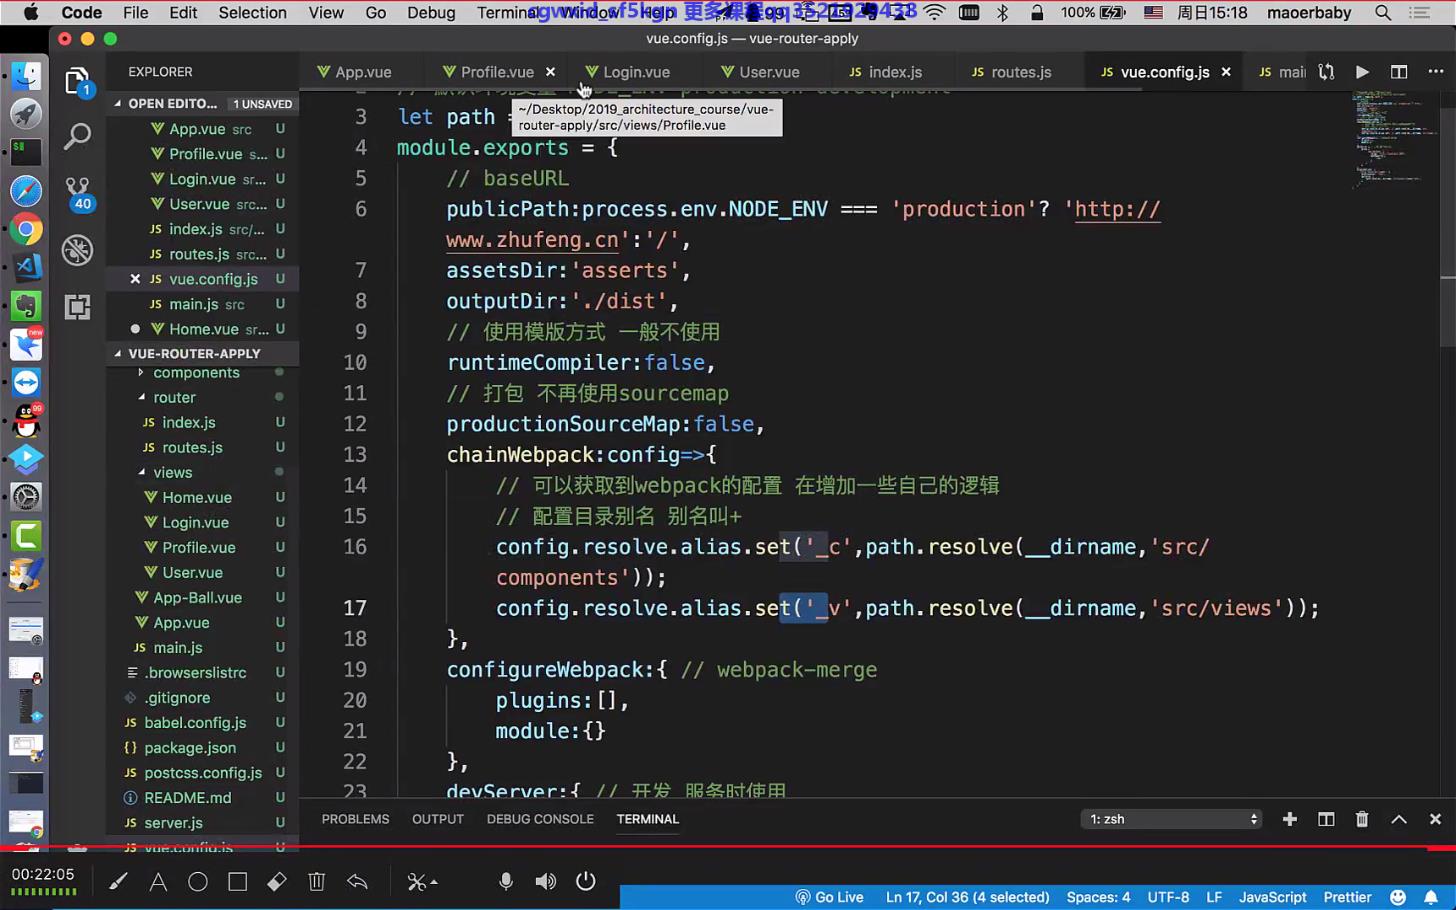 Code File Edit Selection View Go Debug Terminal Window Help 99 100% 周日15:18 maoerbaby
更多课程
vue.config.js — vue-router-apply
EXPLORER
App.vue Profile.vue Login.vue User.vue index.js routes.js vue.config.js
OPEN EDITO... 1 UNSAVED
App.vue src U
Profile.vue s... U
Login.vue sr... U
User.vue src U
index.js src/... U
routes.js src... U
vue.config.js U
main.js src U
Home.vue sr... U
VUE-ROUTER-APPLY
components
router
index.js U
routes.js U
views
Home.vue U
Login.vue U
Profile.vue U
User.vue U
App-Ball.vue U
App.vue U
main.js U
.browserslistrc U
.gitignore U
babel.config.js U
package.json U
postcss.config.js U
README.md U
server.js U
vue.config.js U
1
40
99
new
~/Desktop/2019_architecture_course/vue-
router-apply/src/views/Profile.vue
3 let path =
4 module.exports = {
5 // baseURL
6 publicPath:process.env.NODE_ENV === 'production'? 'http://
www.zhufeng.cn':'/',
7 assetsDir:'asserts',
8 outputDir:'./dist',
9 // 使用模版方式 一般不使用
10 runtimeCompiler:false,
11 // 打包 不再使用sourcemap
12 productionSourceMap:false,
13 chainWebpack:config=>{
14 // 可以获取到webpack的配置 在增加一些自己的逻辑
15 // 配置目录别名 别名叫+
16 config.resolve.alias.set('_c',path.resolve(__dirname,'src/
components'));
17 config.resolve.alias.set('_v',path.resolve(__dirname,'src/views'));
18 },
19 configureWebpack:{ // webpack-merge
20 plugins:[],
21 module:{}
22 },
23 devServer:{ // 开发 服务时使用
PROBLEMS OUTPUT DEBUG CONSOLE TERMINAL 1: zsh
00:22:05
Go Live Ln 17, Col 36 (4 selected) Spaces: 4 UTF-8 LF JavaScript Prettier